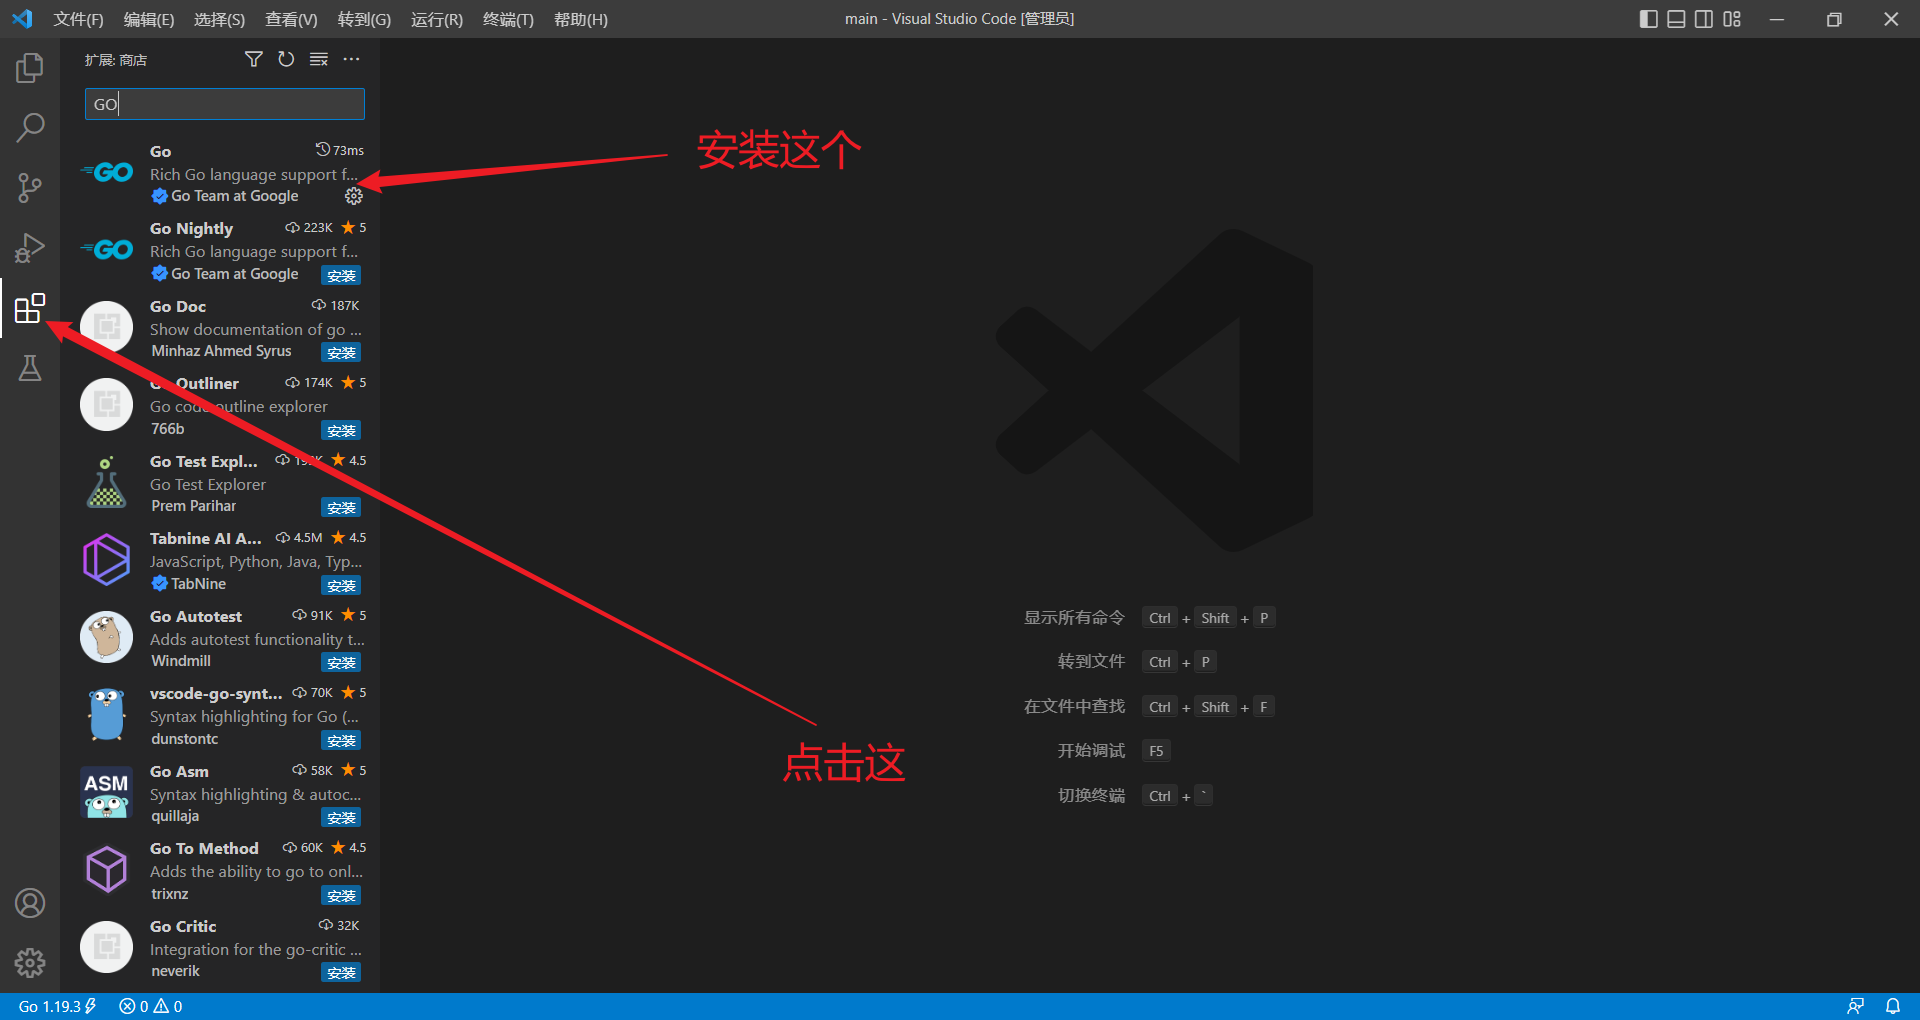 文件(F) 编辑(E) 选择(S) 查看(V) 转到(G) 运行(R) 终端(T) 帮助(H)
main - Visual Studio Code [管理员]
扩展: 商店
GO
安装这个
GO
Go 73ms
Rich Go language support f...
Go Team at Google
GO
Go Nightly 223K 5
Rich Go language support f...
Go Team at Google 安装
Go Doc 187K
Show documentation of go ...
Minhaz Ahmed Syrus 安装
Go Outliner 174K 5
Go code outline explorer
766b 安装
Go Test Expl... 4.5
Go Test Explorer
Prem Parihar 安装
Tabnine AI A... 4.5M 4.5
JavaScript, Python, Java, Typ...
TabNine 安装
Go Autotest 91K 5
Adds autotest functionality t...
Windmill 安装
vscode-go-synt... 70K 5
Syntax highlighting for Go (...
dunstontc 安装
ASM
Go Asm 58K 5
Syntax highlighting & autoc...
quillaja 安装
Go To Method 60K 4.5
Adds the ability to go to onl...
trixnz 安装
Go Critic 32K
Integration for the go-critic ...
neverik 安装
点击这
显示所有命令 Ctrl + Shift + P
转到文件 Ctrl + P
在文件中查找 Ctrl + Shift + F
开始调试 F5
切换终端 Ctrl + `
Go 1.19.3 0 0